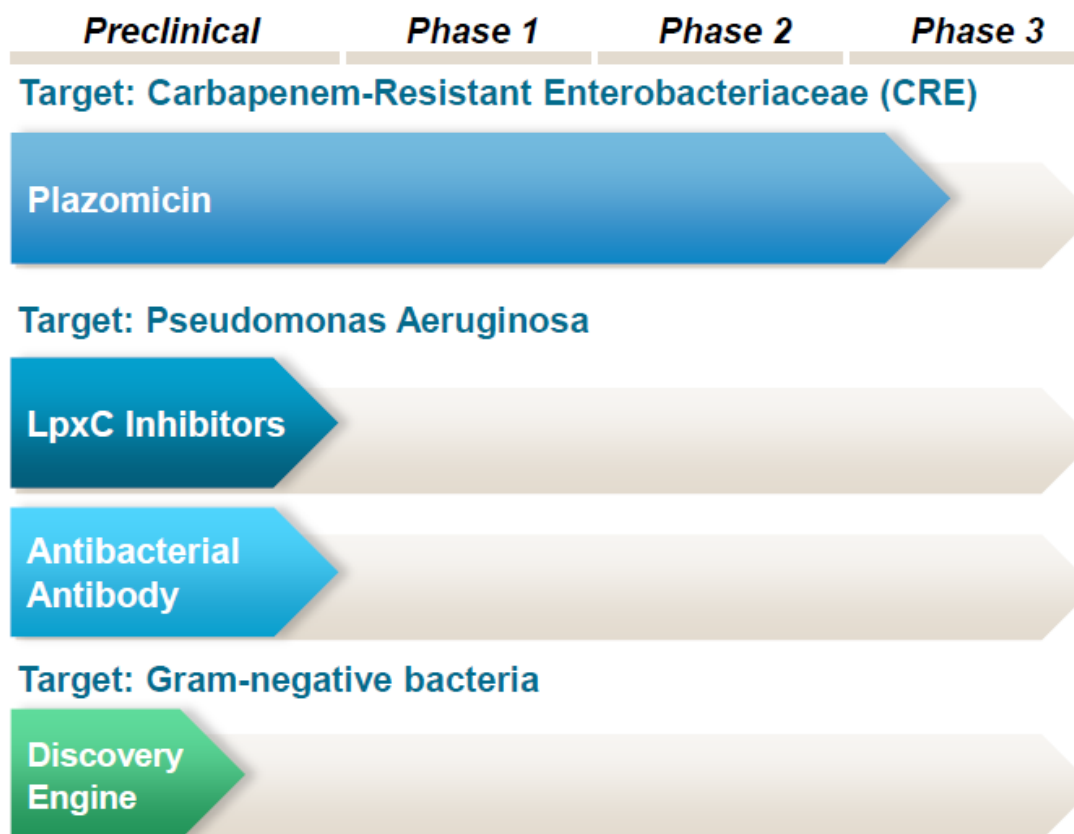 Preclinical Phase 1 Phase 2 Phase 3
Target: Carbapenem-Resistant Enterobacteriaceae (CRE)
Plazomicin
Target: Pseudomonas Aeruginosa
LpxC Inhibitors
Antibacterial
Antibody
Target: Gram-negative bacteria
Discovery
Engine